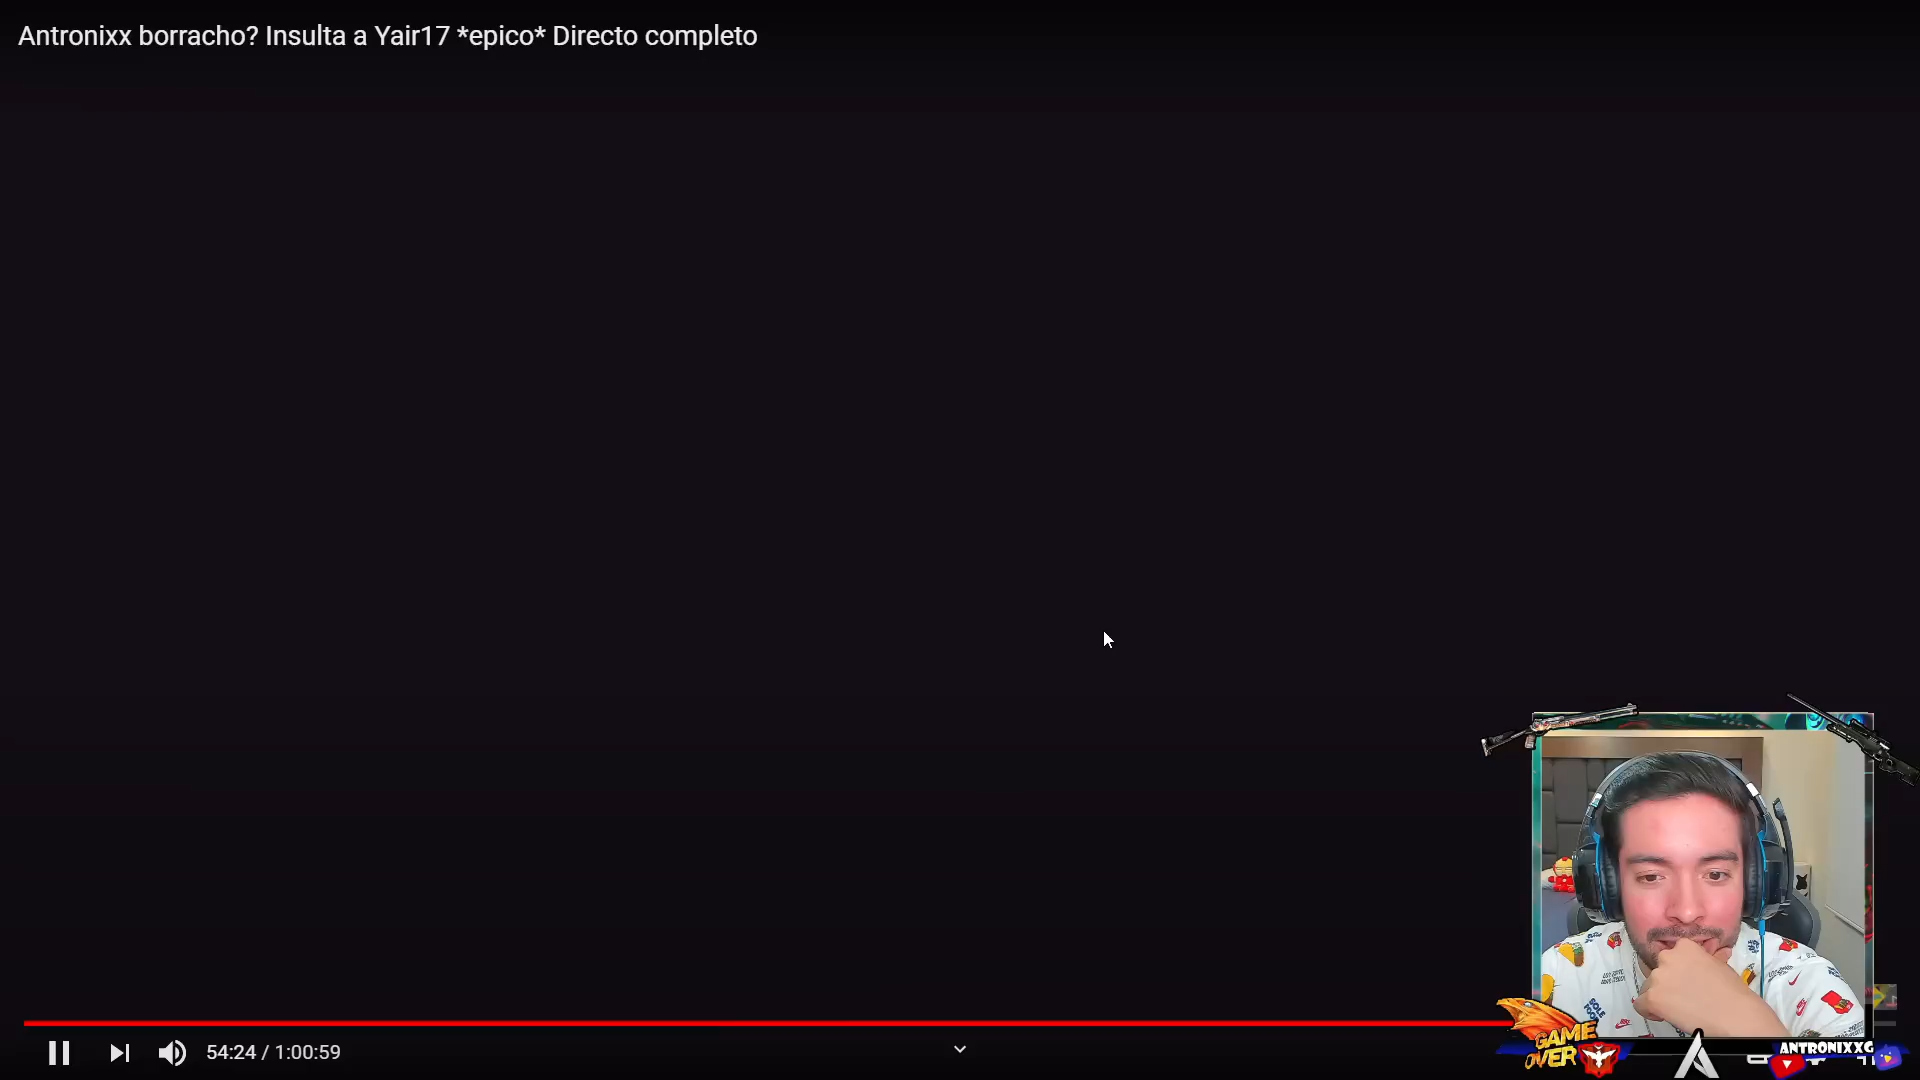 Antronixx borracho? Insulta a Yair17 *epico* Directo completo
GAME
OVER
ANTRONIXXG
54:24 / 1:00:59